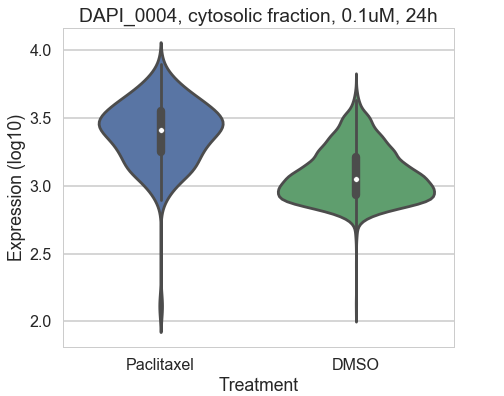 DAPI_0004, cytosolic fraction, 0.1uM, 24h
Expression (log10)
4.0
3.5
3.0
2.5
2.0
Paclitaxel DMSO
Treatment